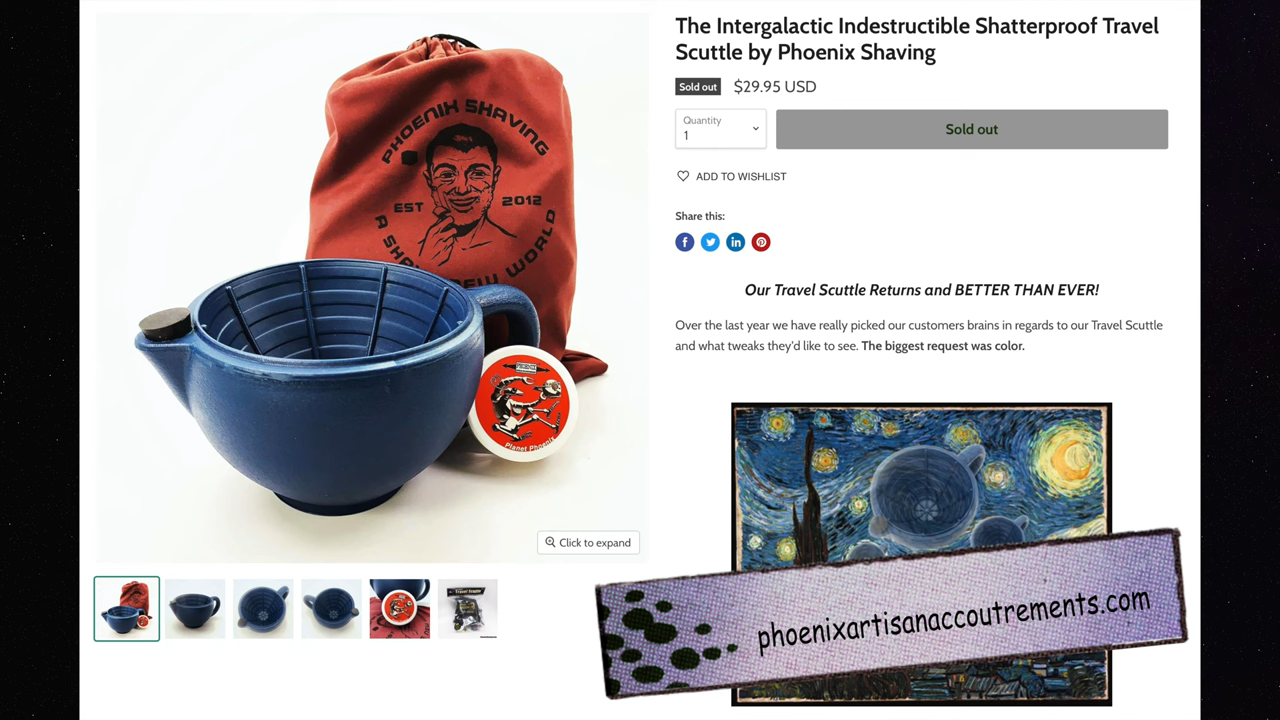 The Intergalactic Indestructible Shatterproof Travel
Scuttle by Phoenix Shaving
Sold out
$29.95 USD
Quantity
1
Sold out
ADD TO WISHLIST
Share this:
Our Travel Scuttle Returns and BETTER THAN EVER!
Over the last year we have really picked our customers brains in regards to our Travel Scuttle
and what tweaks they'd like to see. The biggest request was color.
PHOENIX SHAVING
EST 2012
PHOENIX
Planet Phoenix
Click to expand
phoenixartisanaccoutrements.com